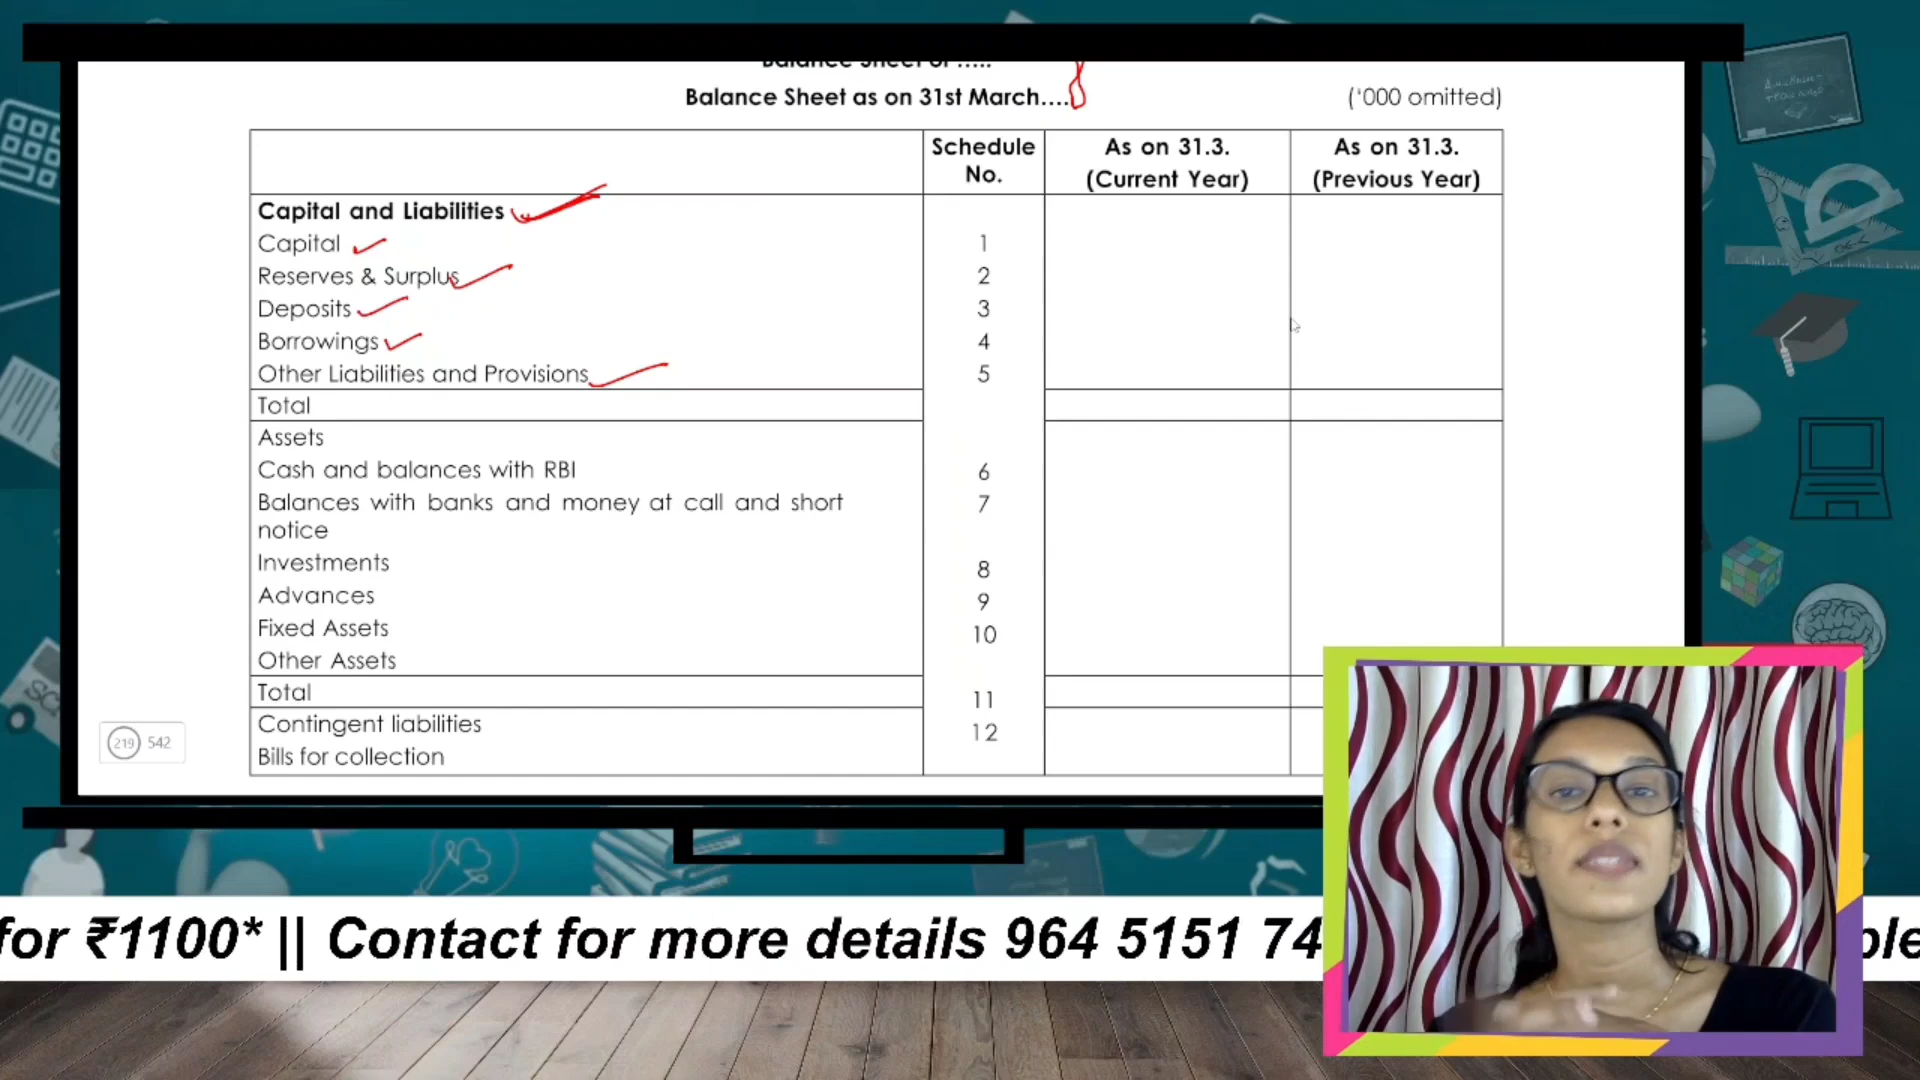 Balance Sheet of .....
Balance Sheet as on 31st March....
('000 omitted)
Schedule No.
As on 31.3. (Current Year)
As on 31.3. (Previous Year)
Capital and Liabilities
Capital 1
Reserves & Surplus 2
Deposits 3
Borrowings 4
Other Liabilities and Provisions 5
Total
Assets
Cash and balances with RBI 6
Balances with banks and money at call and short 7
notice
Investments 8
Advances 9
Fixed Assets 10
Other Assets
Total 11
Contingent liabilities 12
Bills for collection
219 542
for ₹1100* || Contact for more details 964 5151 74